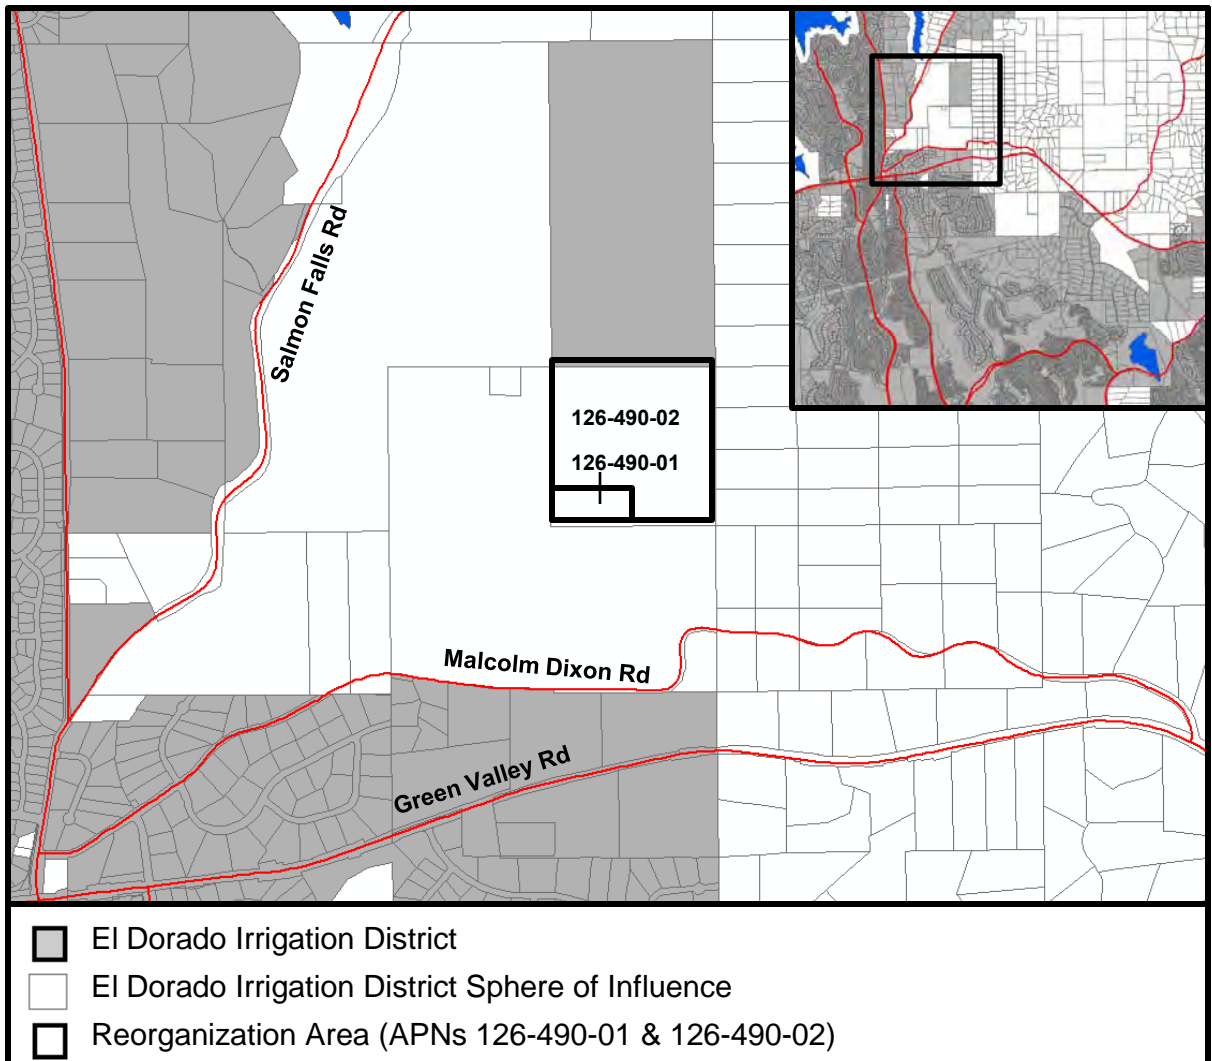 Salmon Falls Rd
126-490-02
126-490-01
Malcolm Dixon Rd
Green Valley Rd
El Dorado Irrigation District
El Dorado Irrigation District Sphere of Influence
Reorganization Area (APNs 126-490-01 & 126-490-02)